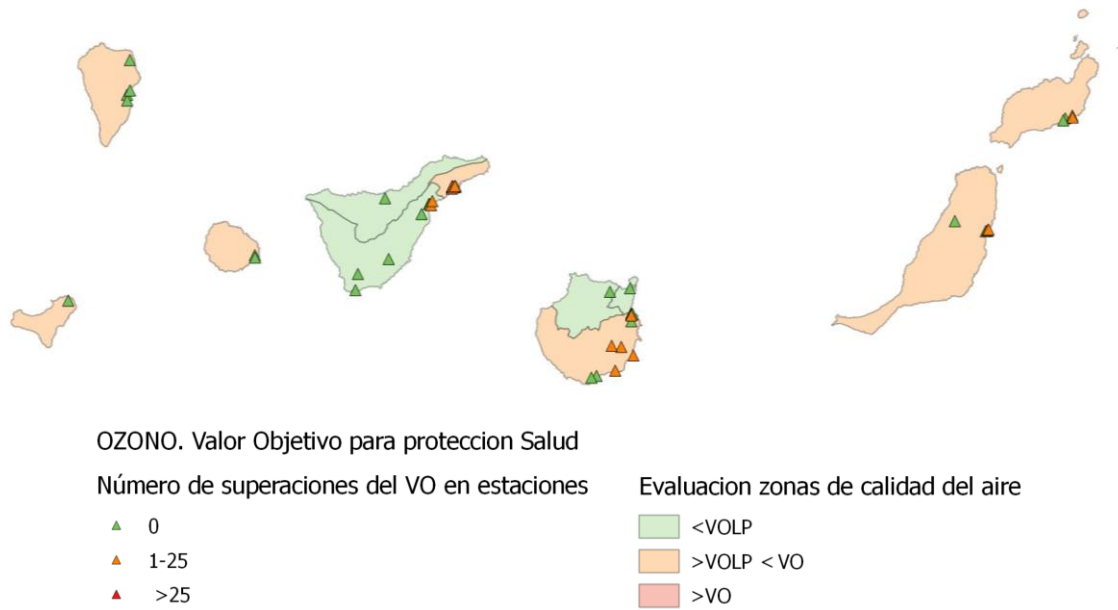 OZONO. Valor Objetivo para proteccion Salud
Número de superaciones del VO en estaciones
0
1-25
>25
Evaluacion zonas de calidad del aire
<VOLP
>VOLP < VO
>VO